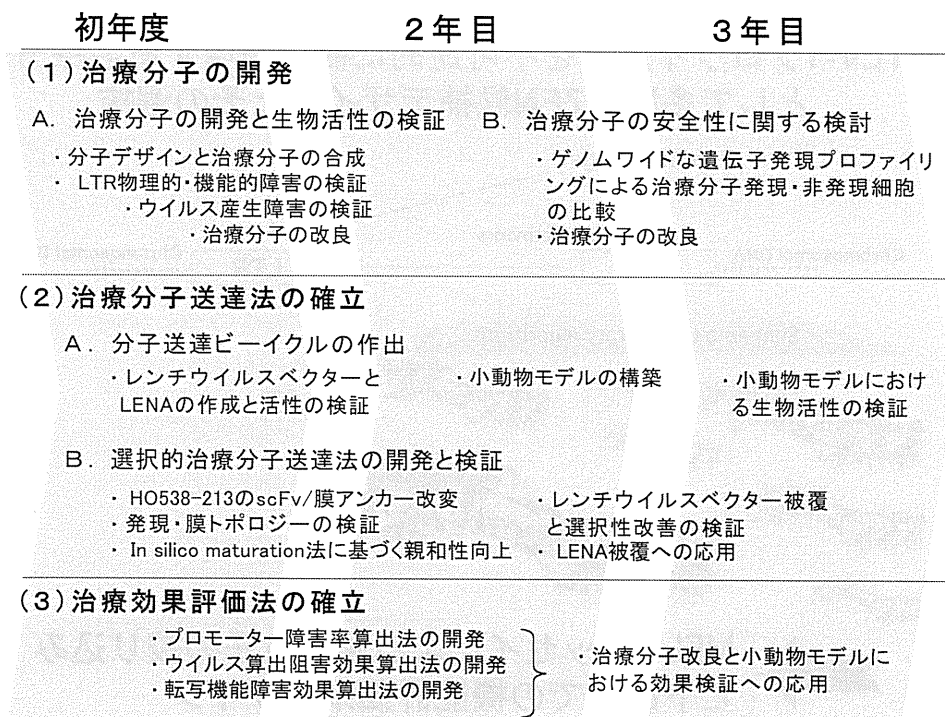 初年度 2年目 3年目
(1)治療分子の開発
A. 治療分子の開発と生物活性の検証 B. 治療分子の安全性に関する検討
・分子デザインと治療分子の合成
・LTR物理的・機能的障害の検証
・ウイルス産生障害の検証
・治療分子の改良
・ゲノムワイドな遺伝子発現プロファイリ
ングによる治療分子発現・非発現細胞
の比較
・治療分子の改良
(2)治療分子送達法の確立
A. 分子送達ビーイクルの作出
・レンチウイルスベクターと
LENAの作成と活性の検証
・小動物モデルの構築
・小動物モデルにおけ
る生物活性の検証
B. 選択的治療分子送達法の開発と検証
・HO538-213のscFv/膜アンカー改変
・発現・膜トポロジーの検証
・In silico maturation法に基づく親和性向上
・レンチウイルスベクター被覆
と選択性改善の検証
・LENA被覆への応用
(3)治療効果評価法の確立
・プロモーター障害率算出法の開発
・ウイルス算出阻害効果算出法の開発
・転写機能障害効果算出法の開発
・治療分子改良と小動物モデルに
おける効果検証への応用